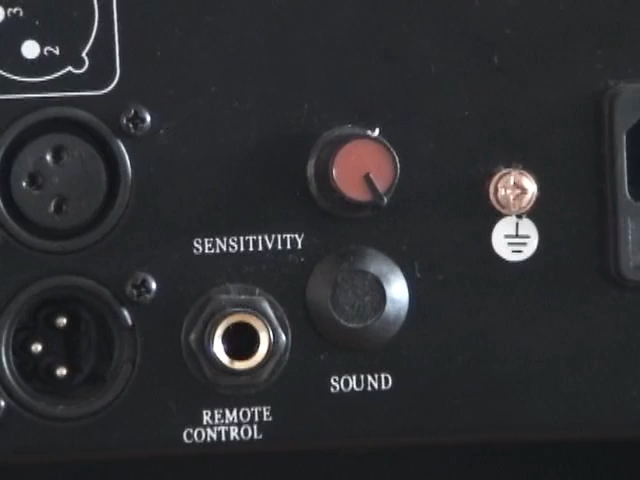 3
2
SENSITIVITY
SOUND
REMOTE
CONTROL